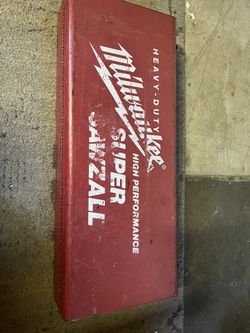 HEAVY-DUTY
Milwaukee
HIGH PERFORMANCE
SUPER
SAWZALL